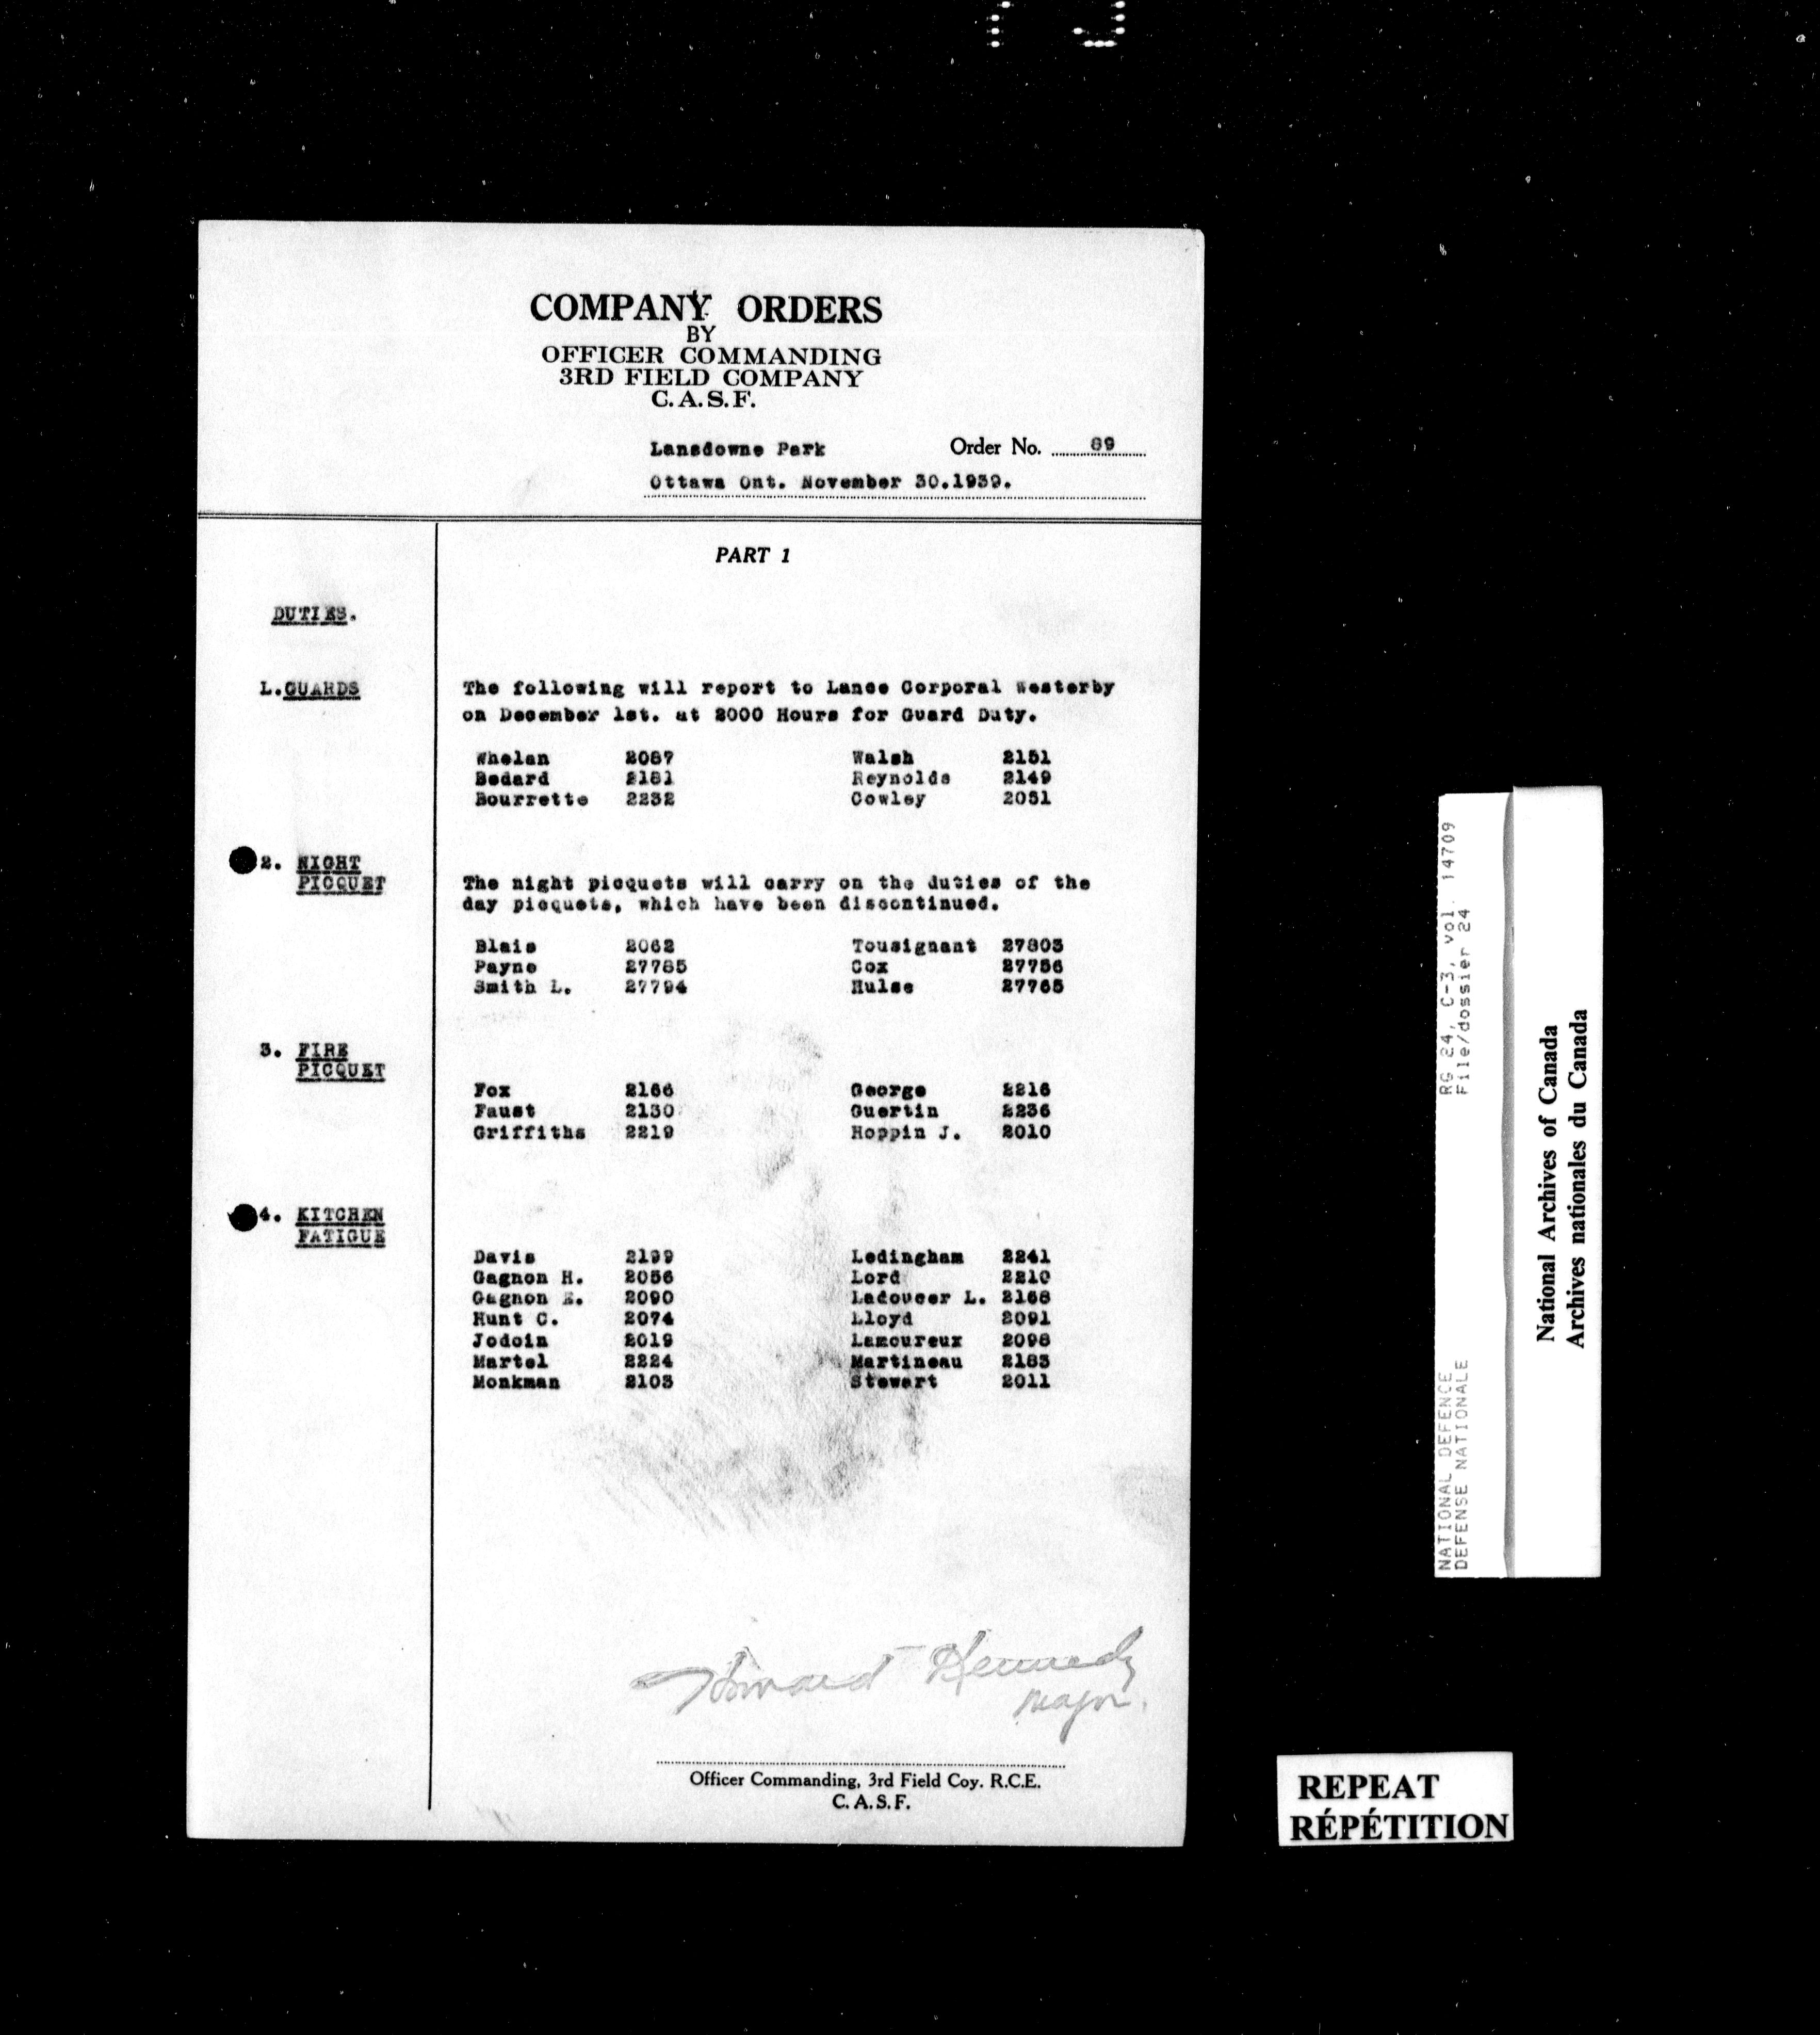 COMPANY ORDERS
BY
OFFICER COMMANDING
3RD FIELD COMPANY
C.A.S.F.
Lansdowne Park Order No. 89
Ottawa Ont. November 30.1939.
PART 1
DUTIES.
1.GUARDS The following will report to Lance Corporal Westerby
on December 1st. at 2000 Hours for Guard Duty.
Whelan 2087 Walsh 2151
Bedard 2181 Reynolds 2149
Bourrette 2232 Cowley 2051
2. NIGHT
PICQUET The night picquets will carry on the duties of the
day picquets, which have been discontinued.
Blais 2062 Tousignant 27803
Payne 27785 Cox 27756
Smith L. 27794 Hulse 27765
3. FIRE
PICQUET
Fox 2166 George 2216
Faust 2130 Guertin 2236
Griffiths 2219 Hoppin J. 2010
4. KITCHEN
FATIGUE
Davis 2199 Ledingham 2241
Gagnon H. 2056 Lord 2210
Gagnon E. 2090 Ladoucer L. 2168
Hunt C. 2074 Lloyd 2091
Jodoin 2019 Lamoureux 2098
Martel 2224 Martineau 2183
Monkman 2103 Stewart 2011
Howard Kennedy
Major.
Officer Commanding, 3rd Field Coy. R.C.E.
C.A.S.F.
NATIONAL DEFENCE RG 24, C-3, vol. 14709
DEFENSE NATIONALE File/dossier 24
National Archives of Canada
Archives nationales du Canada
REPEAT
RÉPÉTITION